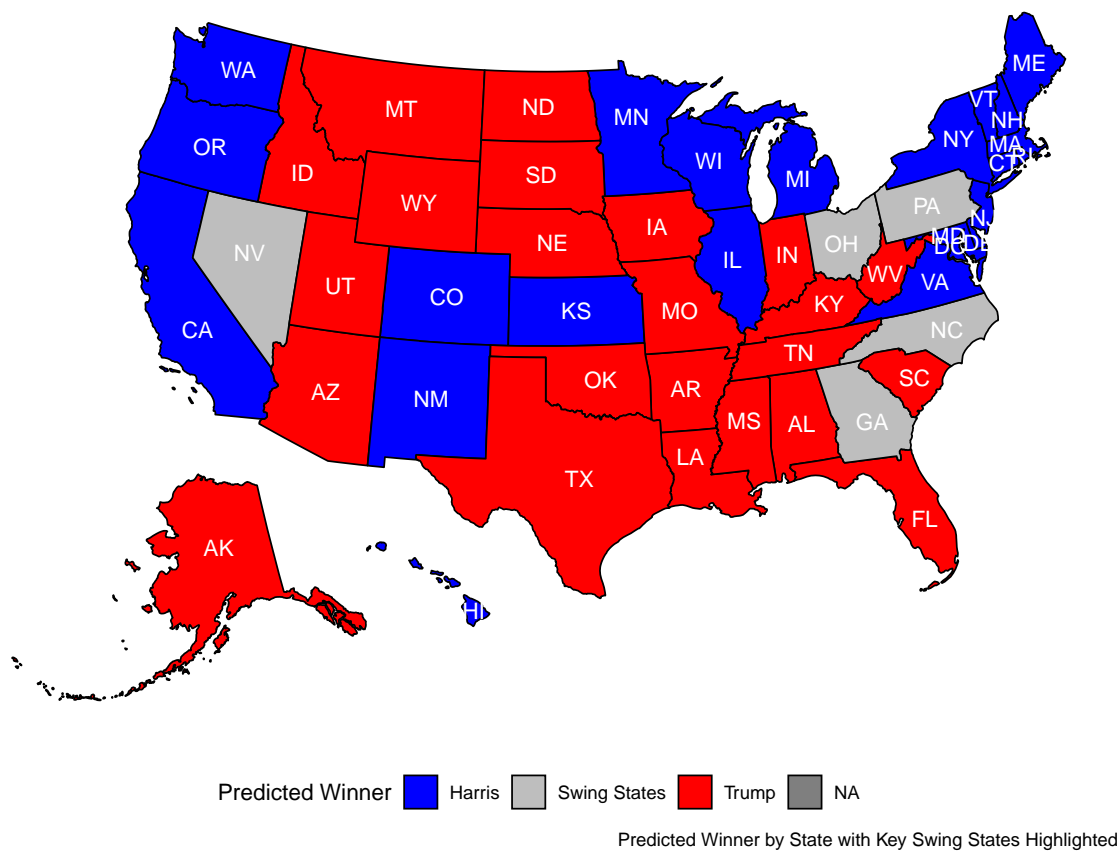 WA
ME
MT
ND
VT
MN
NH
OR
NY
MA
WI
CT
RI
ID
SD
MI
WY
PA
NJ
IA
NE
MD
DE
OH
DC
NV
IN
IL
WV
UT
VA
CO
KS
KY
MO
CA
NC
TN
SC
OK
AZ
AR
NM
MS
AL
GA
LA
TX
FL
AK
HI
Predicted Winner Harris Swing States Trump NA
Predicted Winner by State with Key Swing States Highlighted